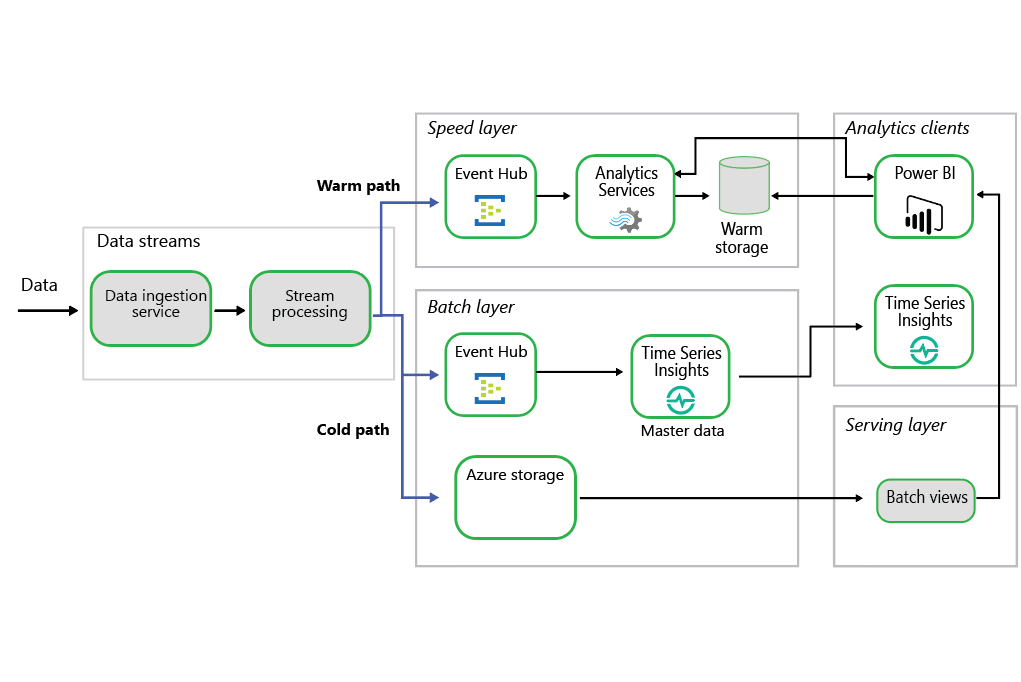 Speed layer
Analytics clients
Event Hub
Analytics
Services
Power BI
Warm path
Warm
storage
Data streams
Data
Data ingestion
service
Stream
processing
Batch layer
Event Hub
Time Series
Insights
Master data
Time Series
Insights
Cold path
Azure storage
Serving layer
Batch views